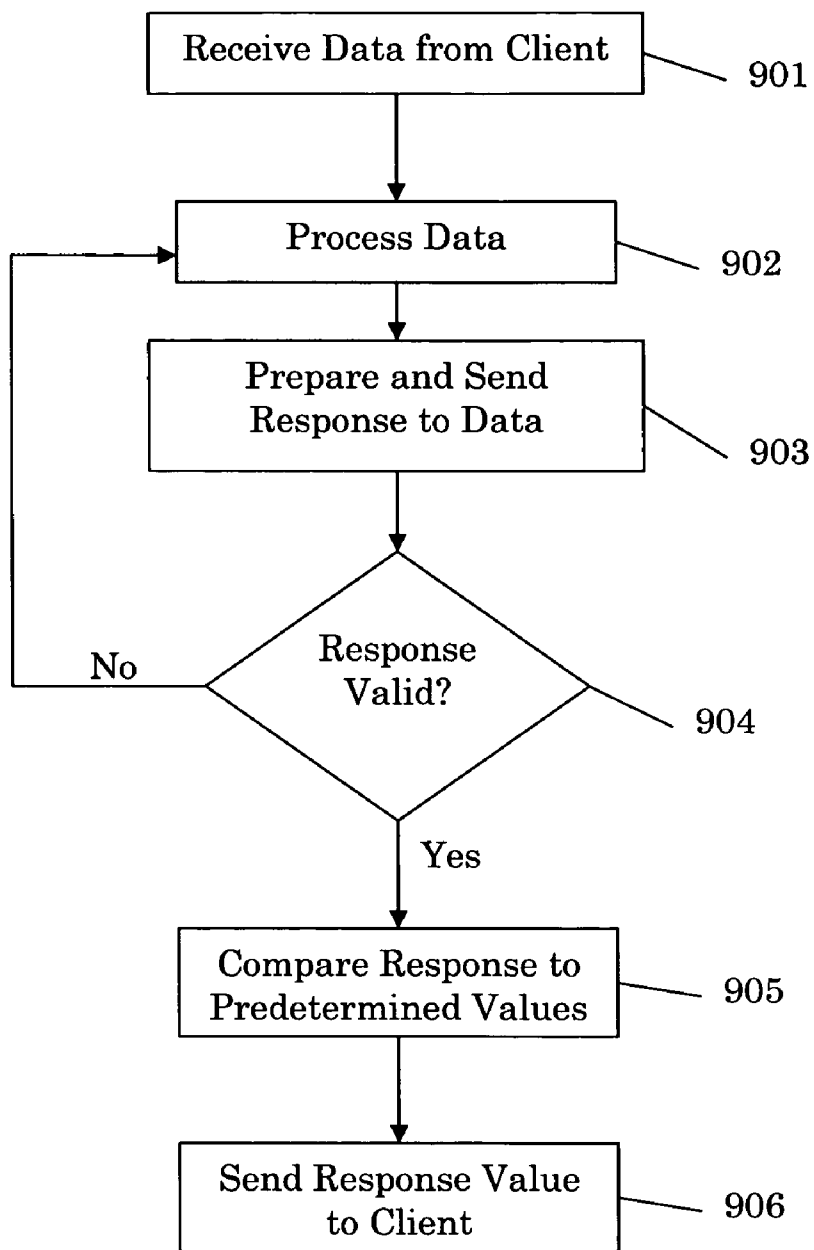 Receive Data from Client
901
Process Data
902
Prepare and Send
Response to Data
903
Response
Valid?
No
904
Yes
Compare Response to
Predetermined Values
905
Send Response Value
to Client
906